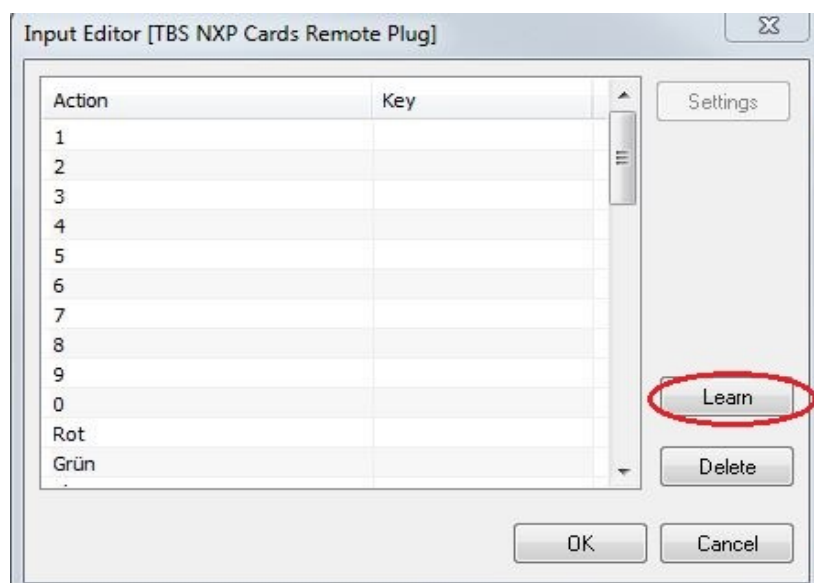 Input Editor [TBS NXP Cards Remote Plug]
Action Key
Settings
1
2
3
4
5
6
7
8
9
0
Learn
Rot
Grün
Delete
OK Cancel